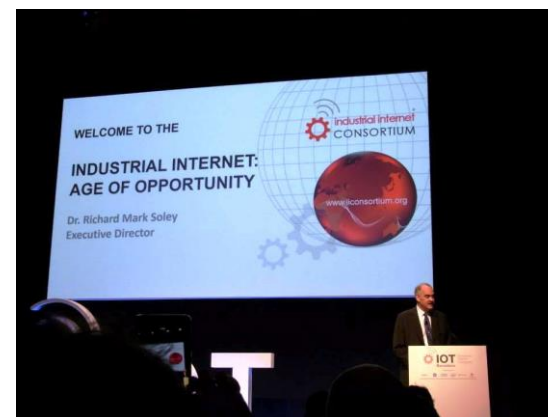 WELCOME TO THE
INDUSTRIAL INTERNET:
AGE OF OPPORTUNITY
Dr. Richard Mark Soley
Executive Director
industrial internet
CONSORTIUM
www.iiconsortium.org
IOT